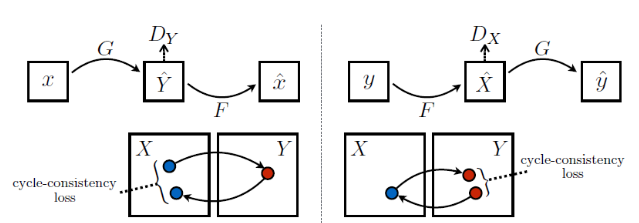 x
G
D_Y
Ŷ
F
x̂
X
Y
cycle-consistency
loss
y
F
D_X
X̂
G
ŷ
X
Y
cycle-consistency
loss